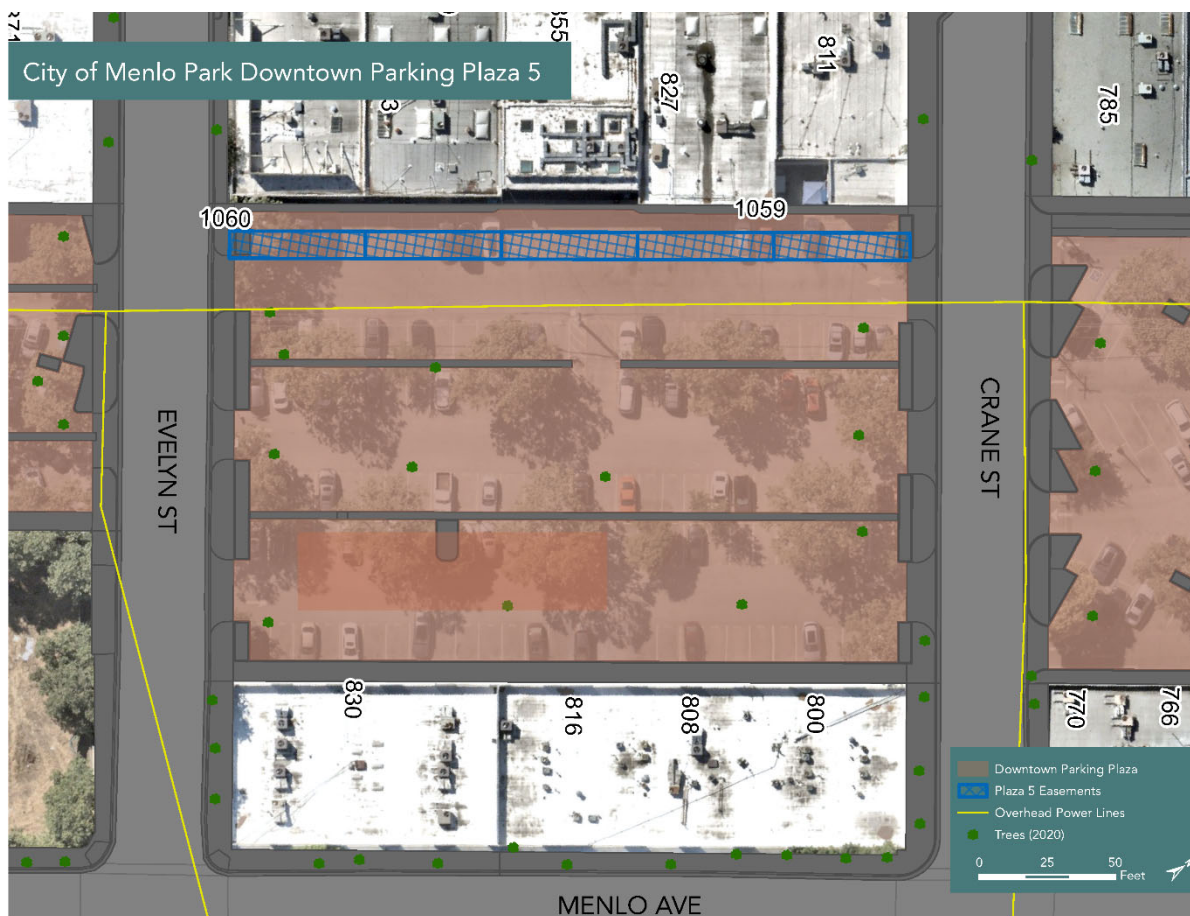 City of Menlo Park Downtown Parking Plaza 5
827
811
785
1060
1059
EVELYN ST
CRANE ST
830
816
808
800
770
766
Downtown Parking Plaza
Plaza 5 Easements
Overhead Power Lines
Trees (2020)
0 25 50
Feet
MENLO AVE